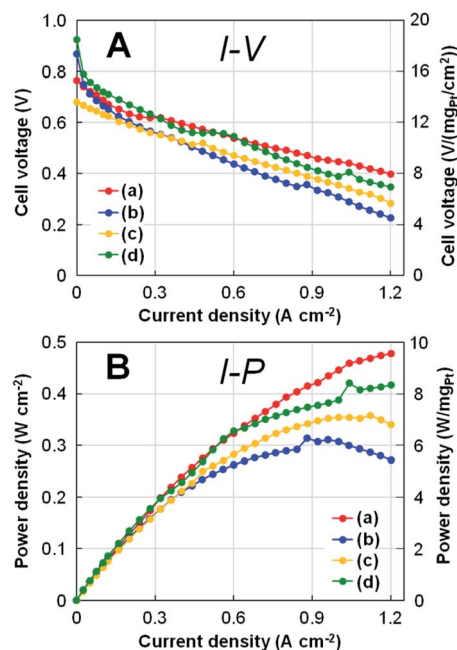 A
I-V
Cell voltage (V)
1.0
0.8
0.6
0.4
0.2
0
20
16
12
8
4
0
Cell voltage (V/(mgPt/cm²))
(a)
(b)
(c)
(d)
0
0.3
0.6
0.9
1.2
Current density (A cm⁻²)
B
I-P
Power density (W cm⁻²)
0.5
0.4
0.3
0.2
0.1
0
10
8
6
4
2
0
Power density (W/mgPt)
(a)
(b)
(c)
(d)
0
0.3
0.6
0.9
1.2
Current density (A cm⁻²)